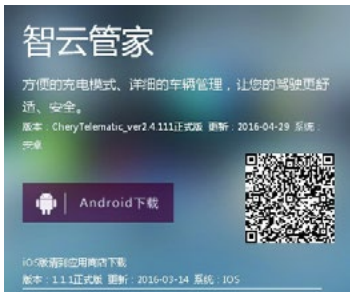 智云管家
方便的充电模式、详细的车辆管理，让您的驾驶更舒
适、安全。
版本：CheryTelematic_ver2.4.111正式版 更新：2016-04-29 系统：
安卓
Android下载
iOS版请到应用商店下载
版本：1.1.1正式版 更新：2016-03-14 系统：IOS